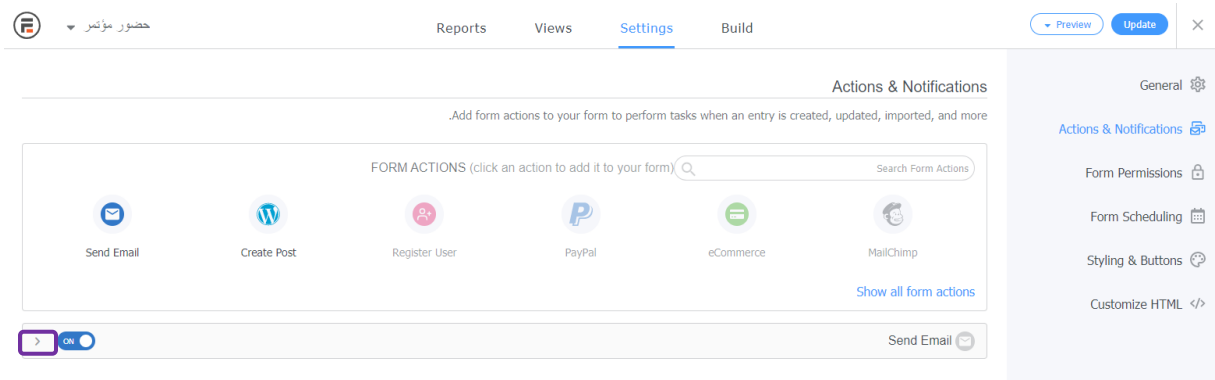 حضور مؤتمر
Reports Views Settings Build
Preview Update
Actions & Notifications
.Add form actions to your form to perform tasks when an entry is created, updated, imported, and more
FORM ACTIONS (click an action to add it to your form)
Search Form Actions
Send Email
Create Post
Register User
PayPal
eCommerce
MailChimp
Show all form actions
ON
Send Email
General
Actions & Notifications
Form Permissions
Form Scheduling
Styling & Buttons
Customize HTML